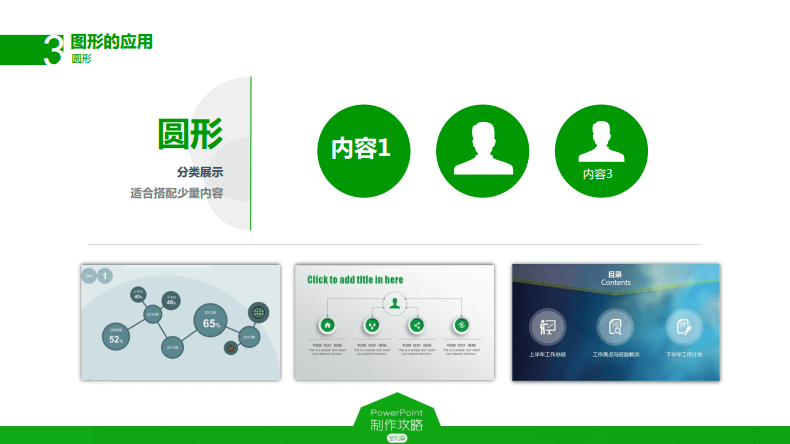 3
图形的应用
圆形
圆形
分类展示
适合搭配少量内容
内容1
内容3
1
40%
48%
52%
65%
Click to add title in here
YOUR TEXT HERE
YOUR TEXT HERE
YOUR TEXT HERE
YOUR TEXT HERE
目录
Contents
上半年工作总结
工作亮点与经验教训
下半年工作计划
PowerPoint
制作攻略